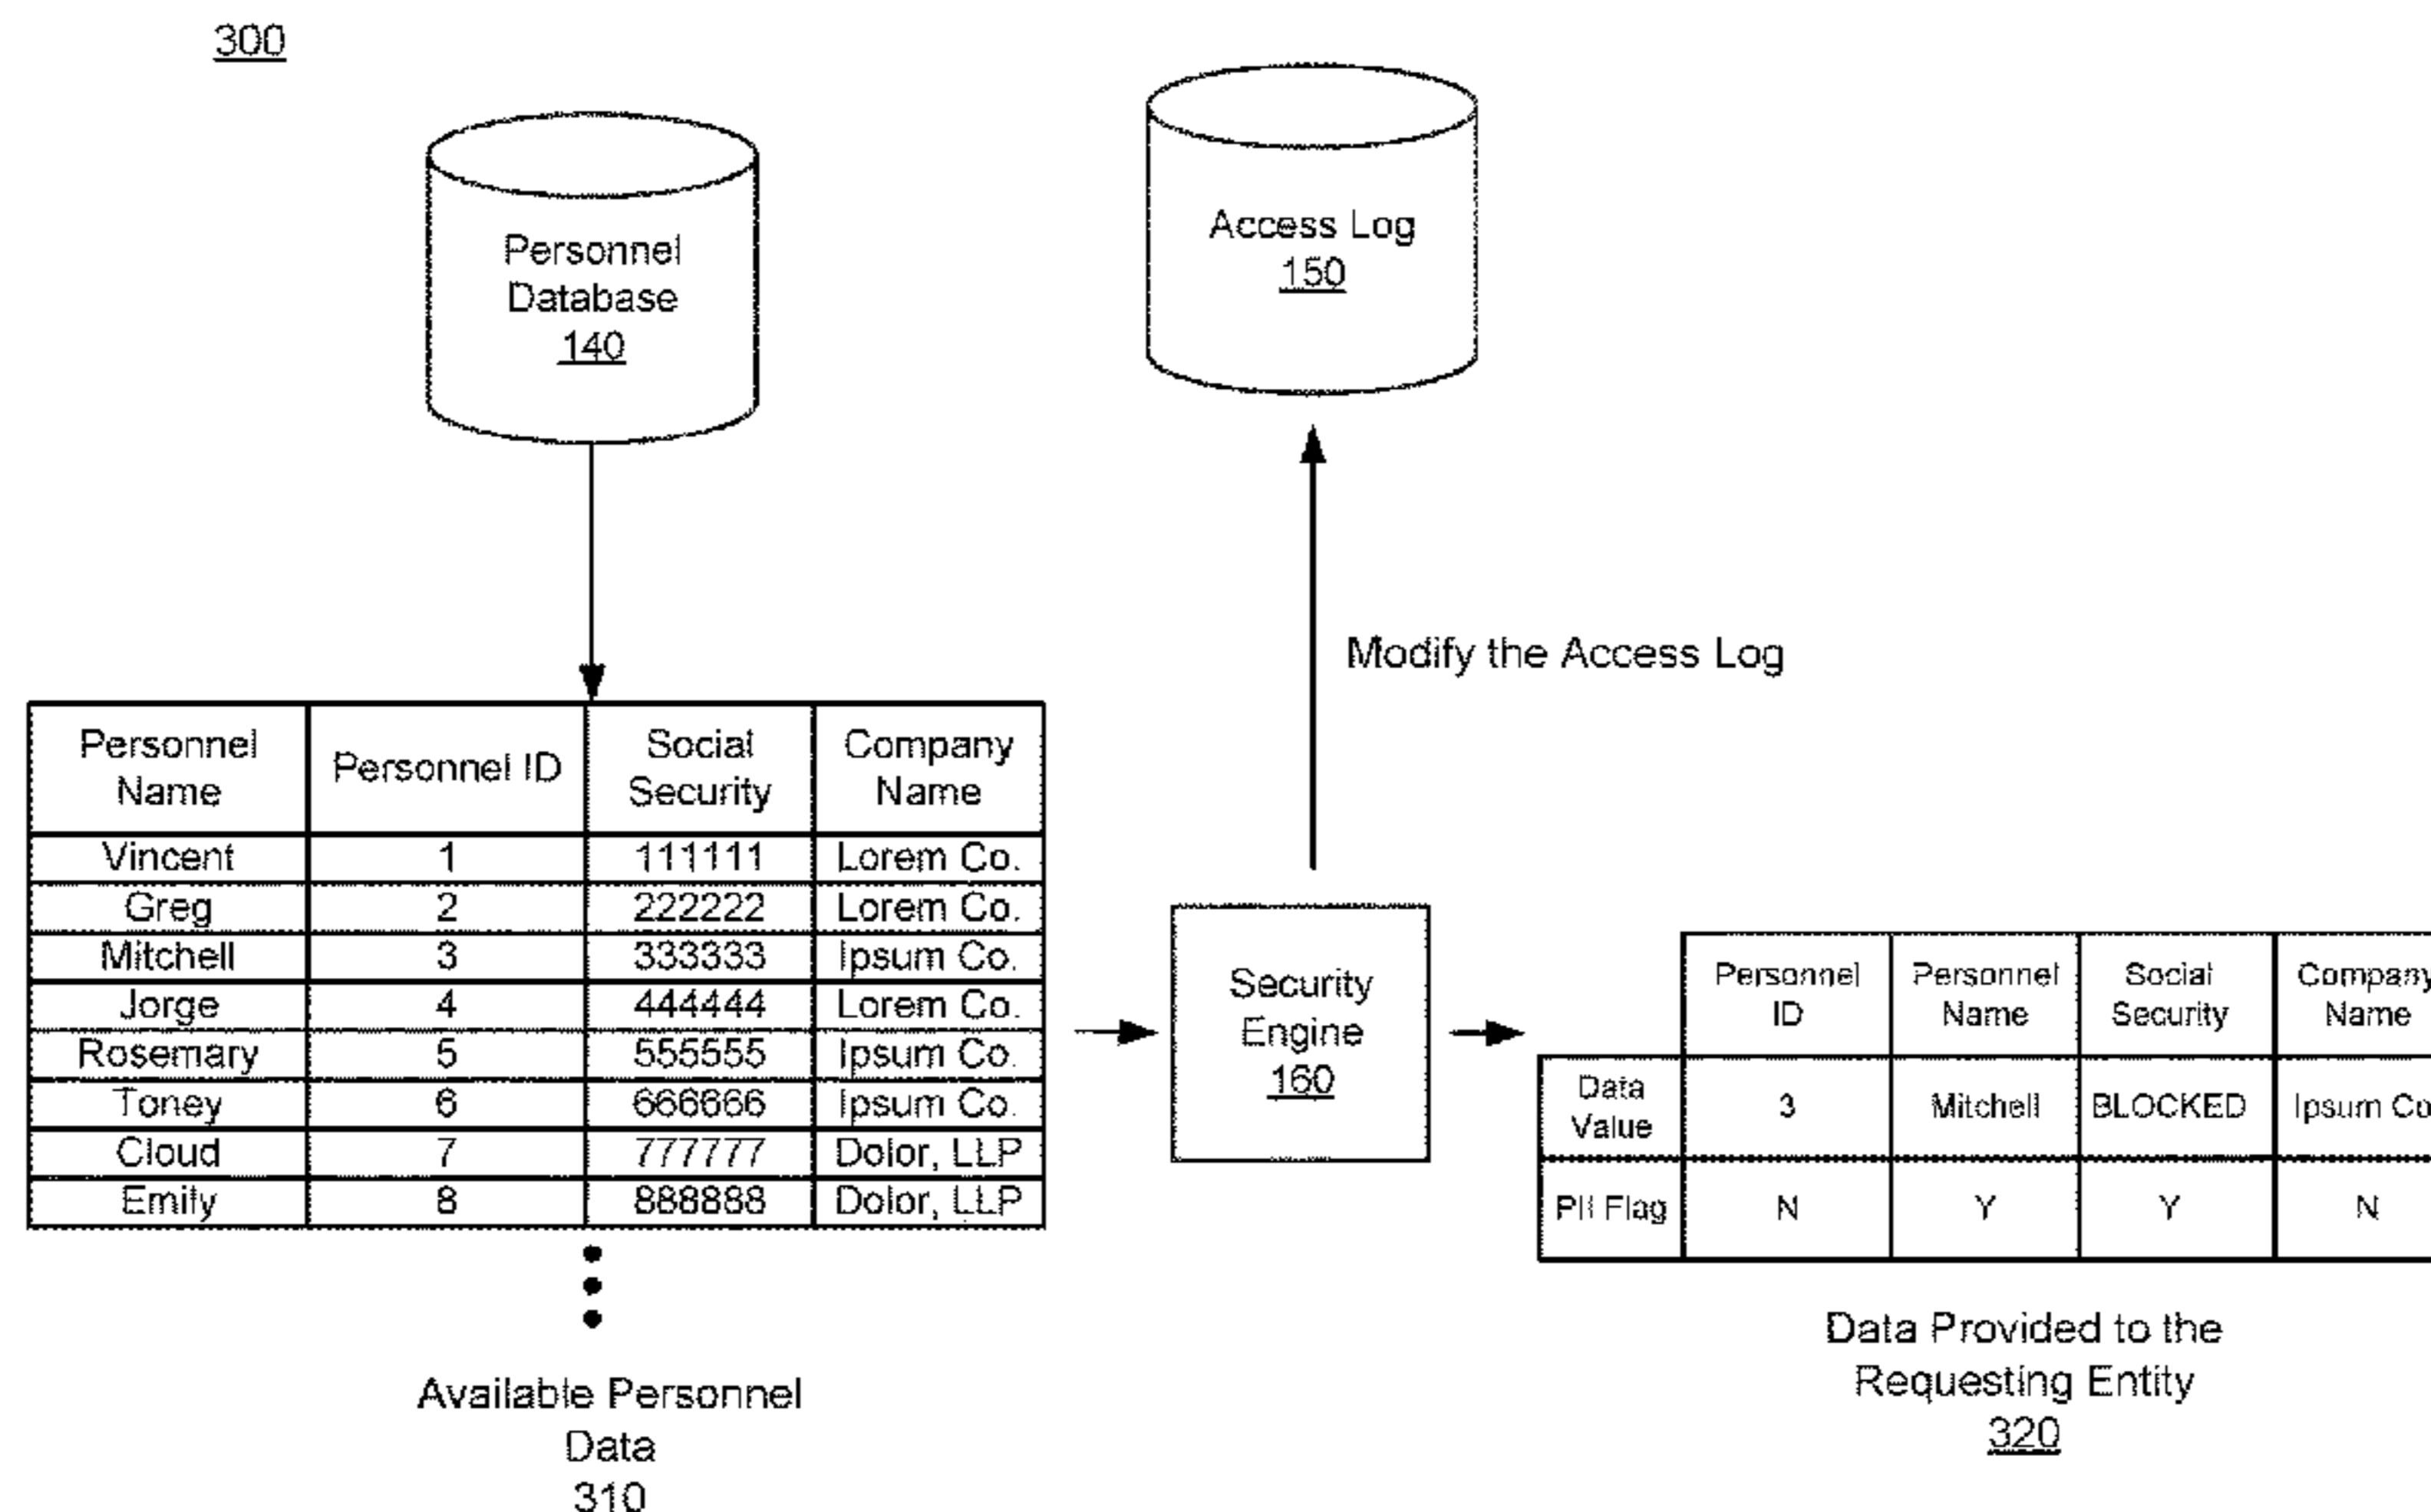 300
Personnel
Database
140
Access Log
150
Modify the Access Log
Personnel Name Personnel ID Social Security Company Name
Vincent 1 111111 Lorem Co.
Greg 2 222222 Lorem Co.
Mitchell 3 333333 Ipsum Co.
Jorge 4 444444 Lorem Co.
Rosemary 5 555555 Ipsum Co.
Toney 6 666666 Ipsum Co.
Cloud 7 777777 Dolor, LLP
Emily 8 888888 Dolor, LLP
Available Personnel
Data
310
Security
Engine
160
Personnel ID Personnel Name Social Security Company Name
Data Value 3 Mitchell BLOCKED Ipsum Co
PII Flag N Y Y N
Data Provided to the
Requesting Entity
320